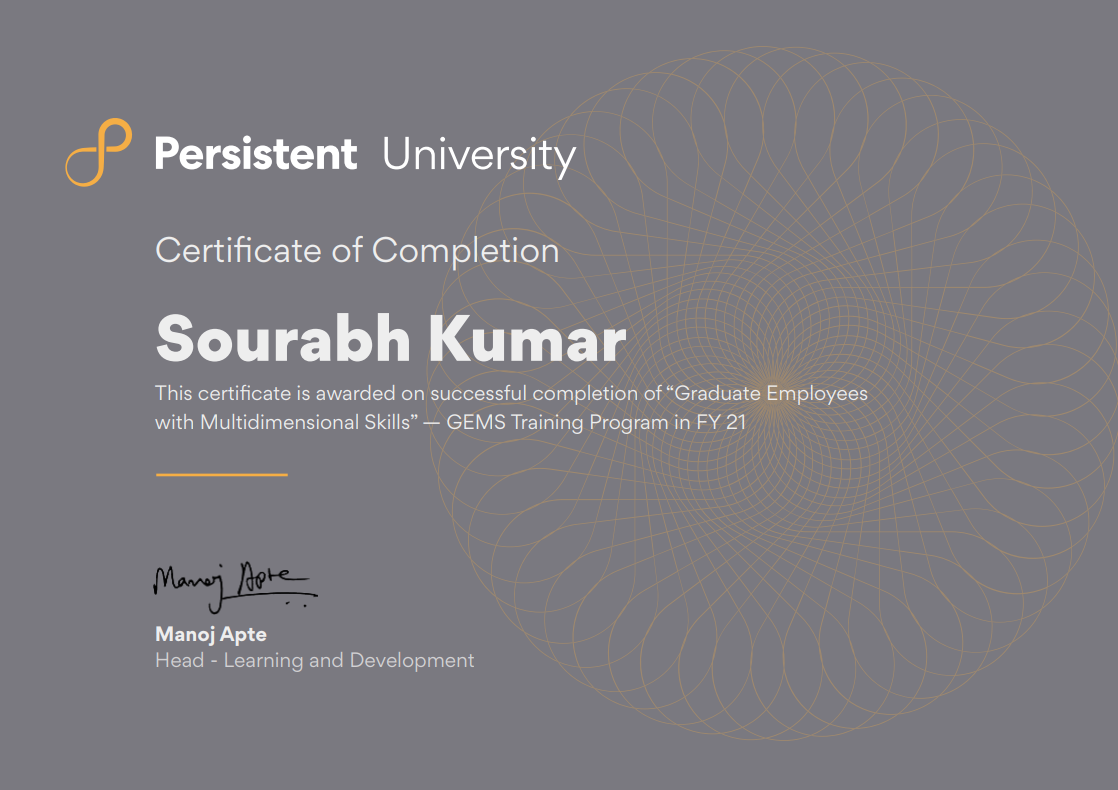 Persistent University
Certificate of Completion
Sourabh Kumar
This certificate is awarded on successful completion of “Graduate Employees
with Multidimensional Skills” — GEMS Training Program in FY 21
Manoj Apte
Manoj Apte
Head - Learning and Development